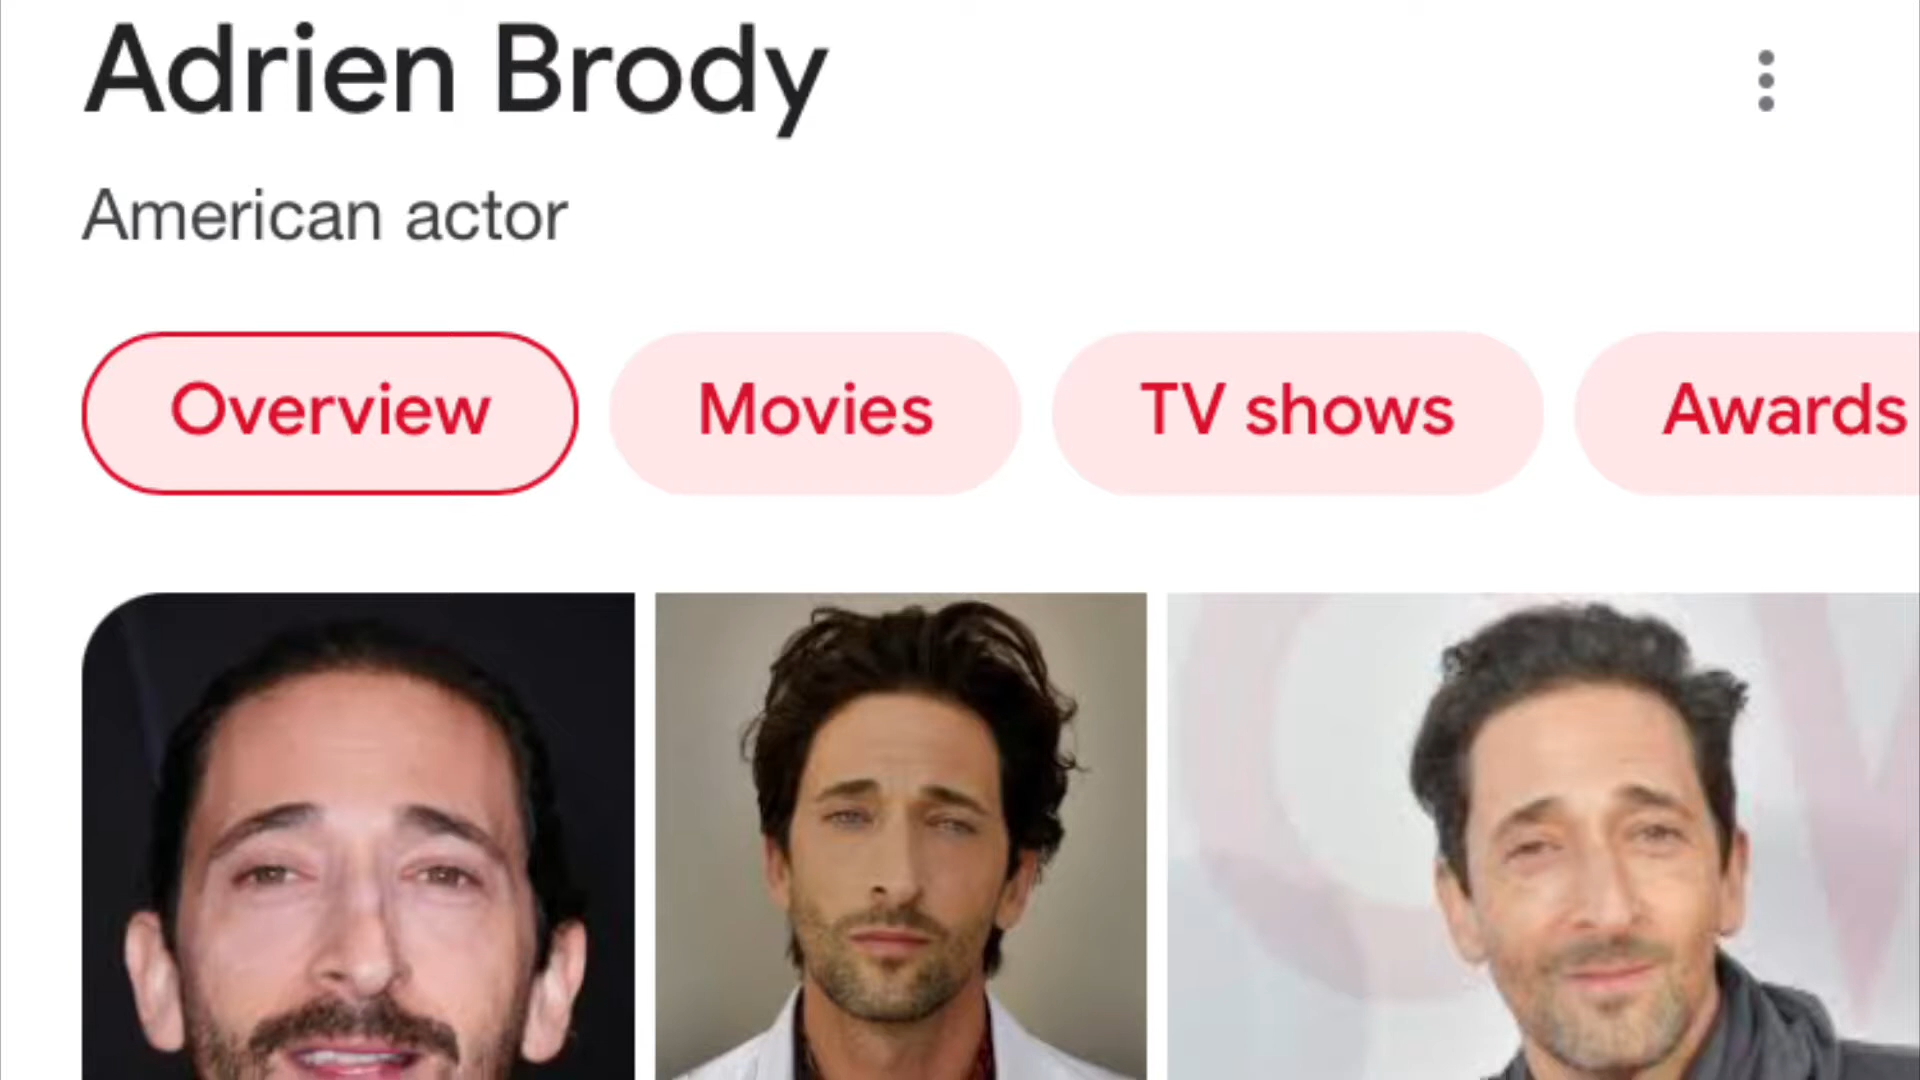 Adrien Brody
American actor
Overview
Movies
TV shows
Awards